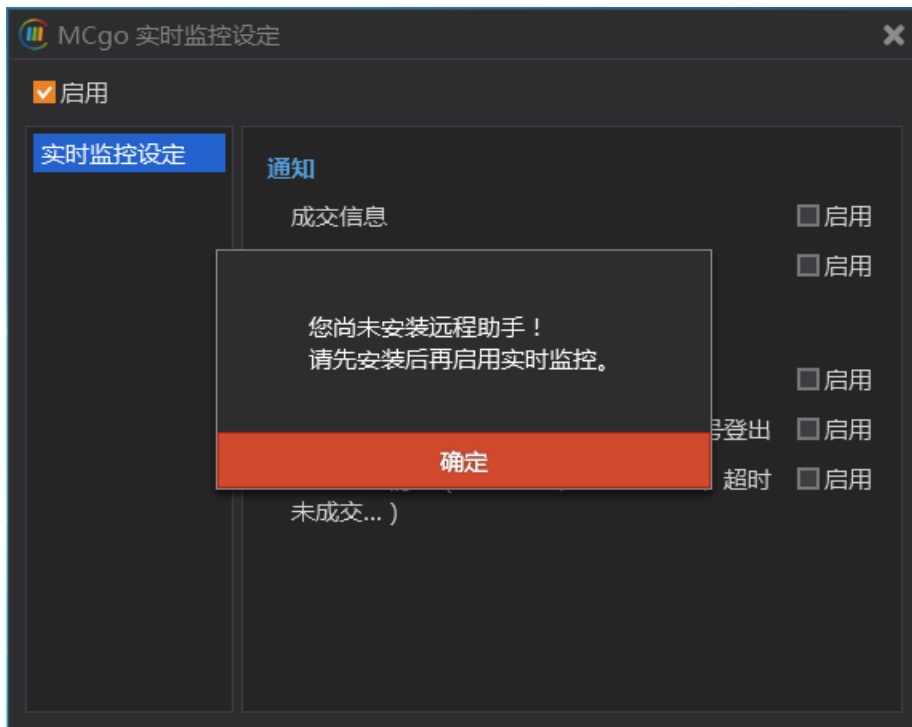 MCgo 实时监控设定
启用
实时监控设定
通知
成交信息
启用
启用
您尚未安装远程助手！
请先安装后再启用实时监控。
启用
登出
启用
确定
超时
启用
未成交...）